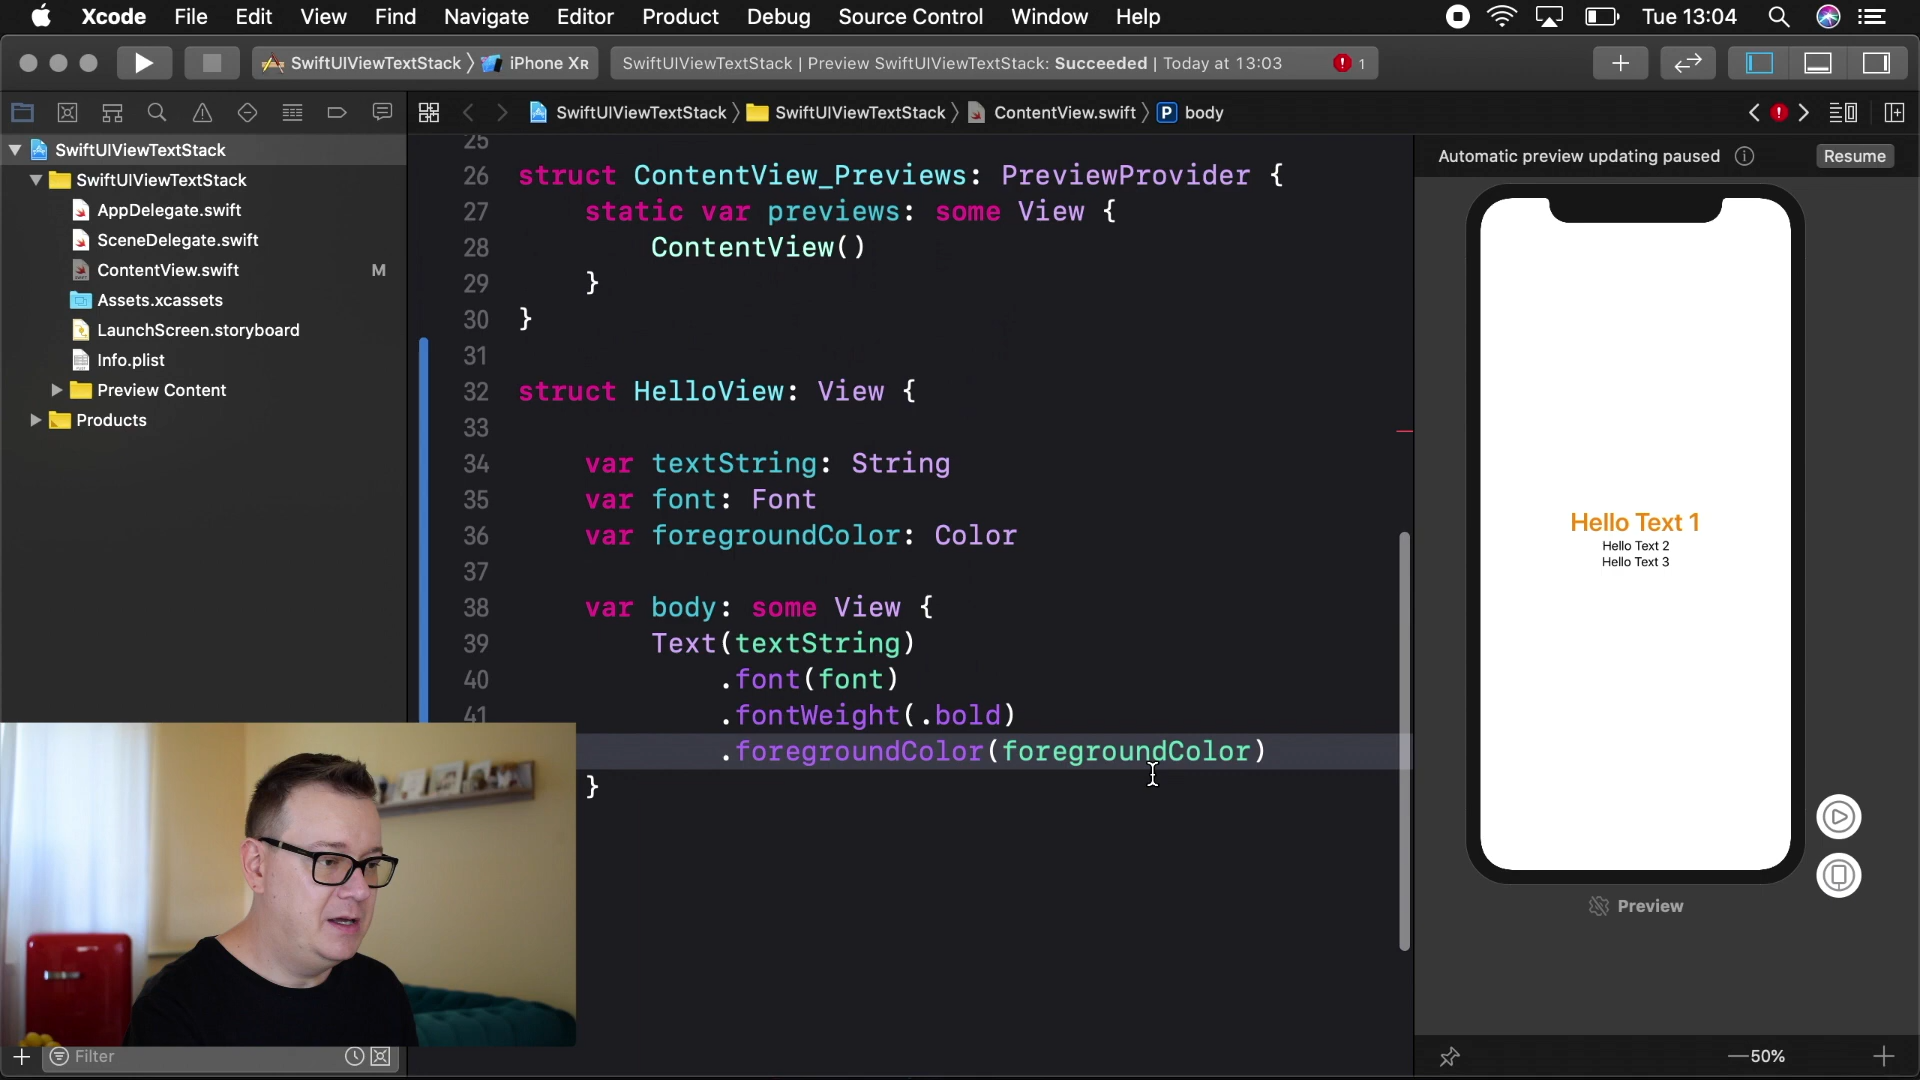 Xcode File Edit View Find Navigate Editor Product Debug Source Control Window Help Tue 13:04
SwiftUIViewTextStack iPhone XR SwiftUIViewTextStack | Preview SwiftUIViewTextStack: Succeeded | Today at 13:03 1
SwiftUIViewTextStack SwiftUIViewTextStack ContentView.swift P body
SwiftUIViewTextStack
SwiftUIViewTextStack
AppDelegate.swift
SceneDelegate.swift
ContentView.swift M
Assets.xcassets
LaunchScreen.storyboard
Info.plist
Preview Content
Products
Filter
25
26 struct ContentView_Previews: PreviewProvider {
27 static var previews: some View {
28 ContentView()
29 }
30 }
31
32 struct HelloView: View {
33
34 var textString: String
35 var font: Font
36 var foregroundColor: Color
37
38 var body: some View {
39 Text(textString)
40 .font(font)
41 .fontWeight(.bold)
.foregroundColor(foregroundColor)
}
Automatic preview updating paused Resume
Hello Text 1
Hello Text 2
Hello Text 3
Preview
50%